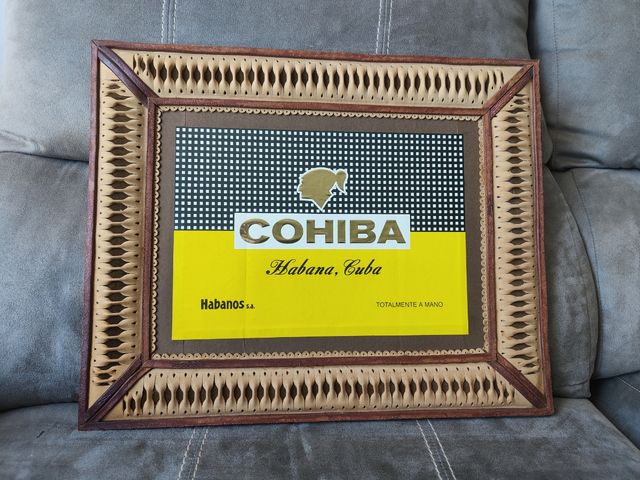 COHIBA
Habana, Cuba
Habanos s.a.
TOTALMENTE A MANO